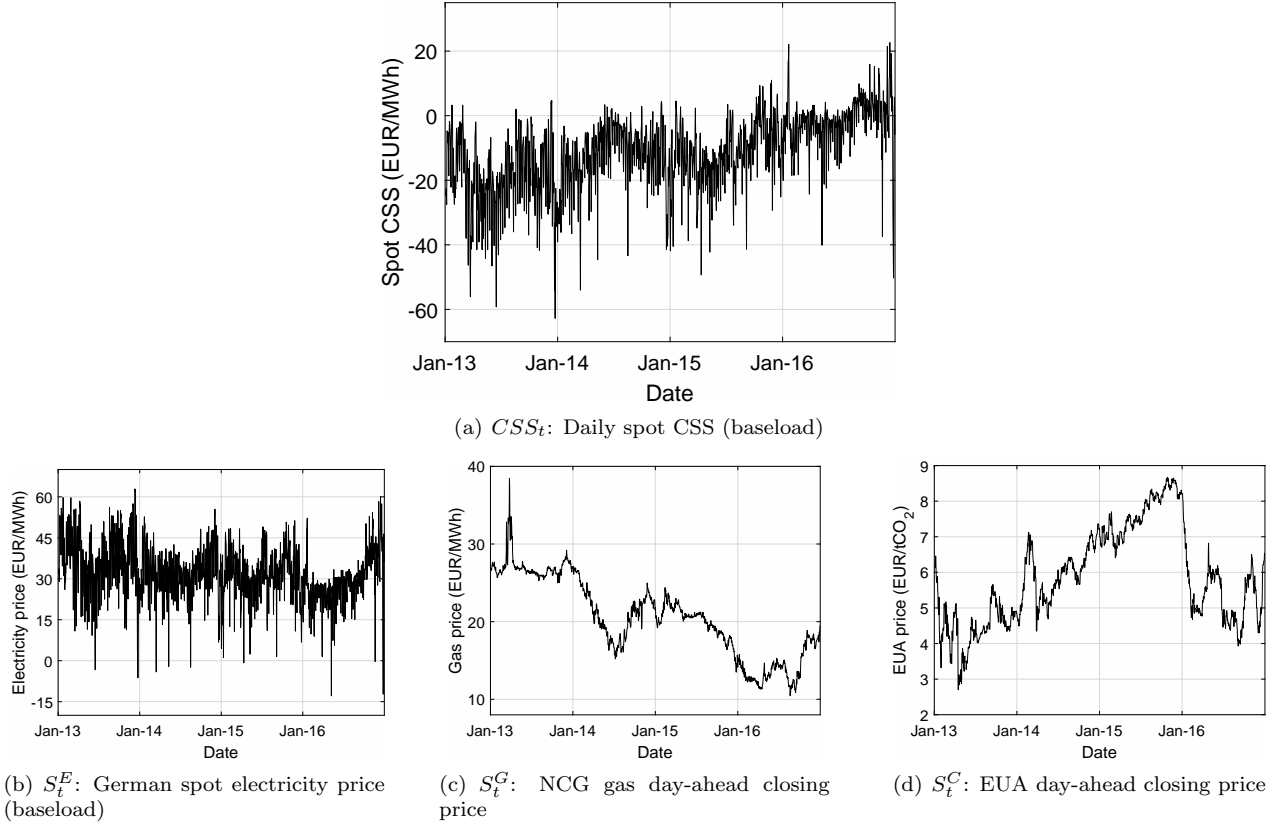 20
0
-20
-40
-60
Spot CSS (EUR/MWh)
Jan-13 Jan-14 Jan-15 Jan-16
Date
(a) CSS_t: Daily spot CSS (baseload)
60
45
30
15
0
-15
Electricity price (EUR/MWh)
Jan-13 Jan-14 Jan-15 Jan-16
Date
(b) S_t^E: German spot electricity price
(baseload)
40
30
20
10
Gas price (EUR/MWh)
Jan-13 Jan-14 Jan-15 Jan-16
Date
(c) S_t^G: NCG gas day-ahead closing
price
9
8
7
6
5
4
3
2
EUA price (EUR/tCO₂)
Jan-13 Jan-14 Jan-15 Jan-16
Date
(d) S_t^C: EUA day-ahead closing price